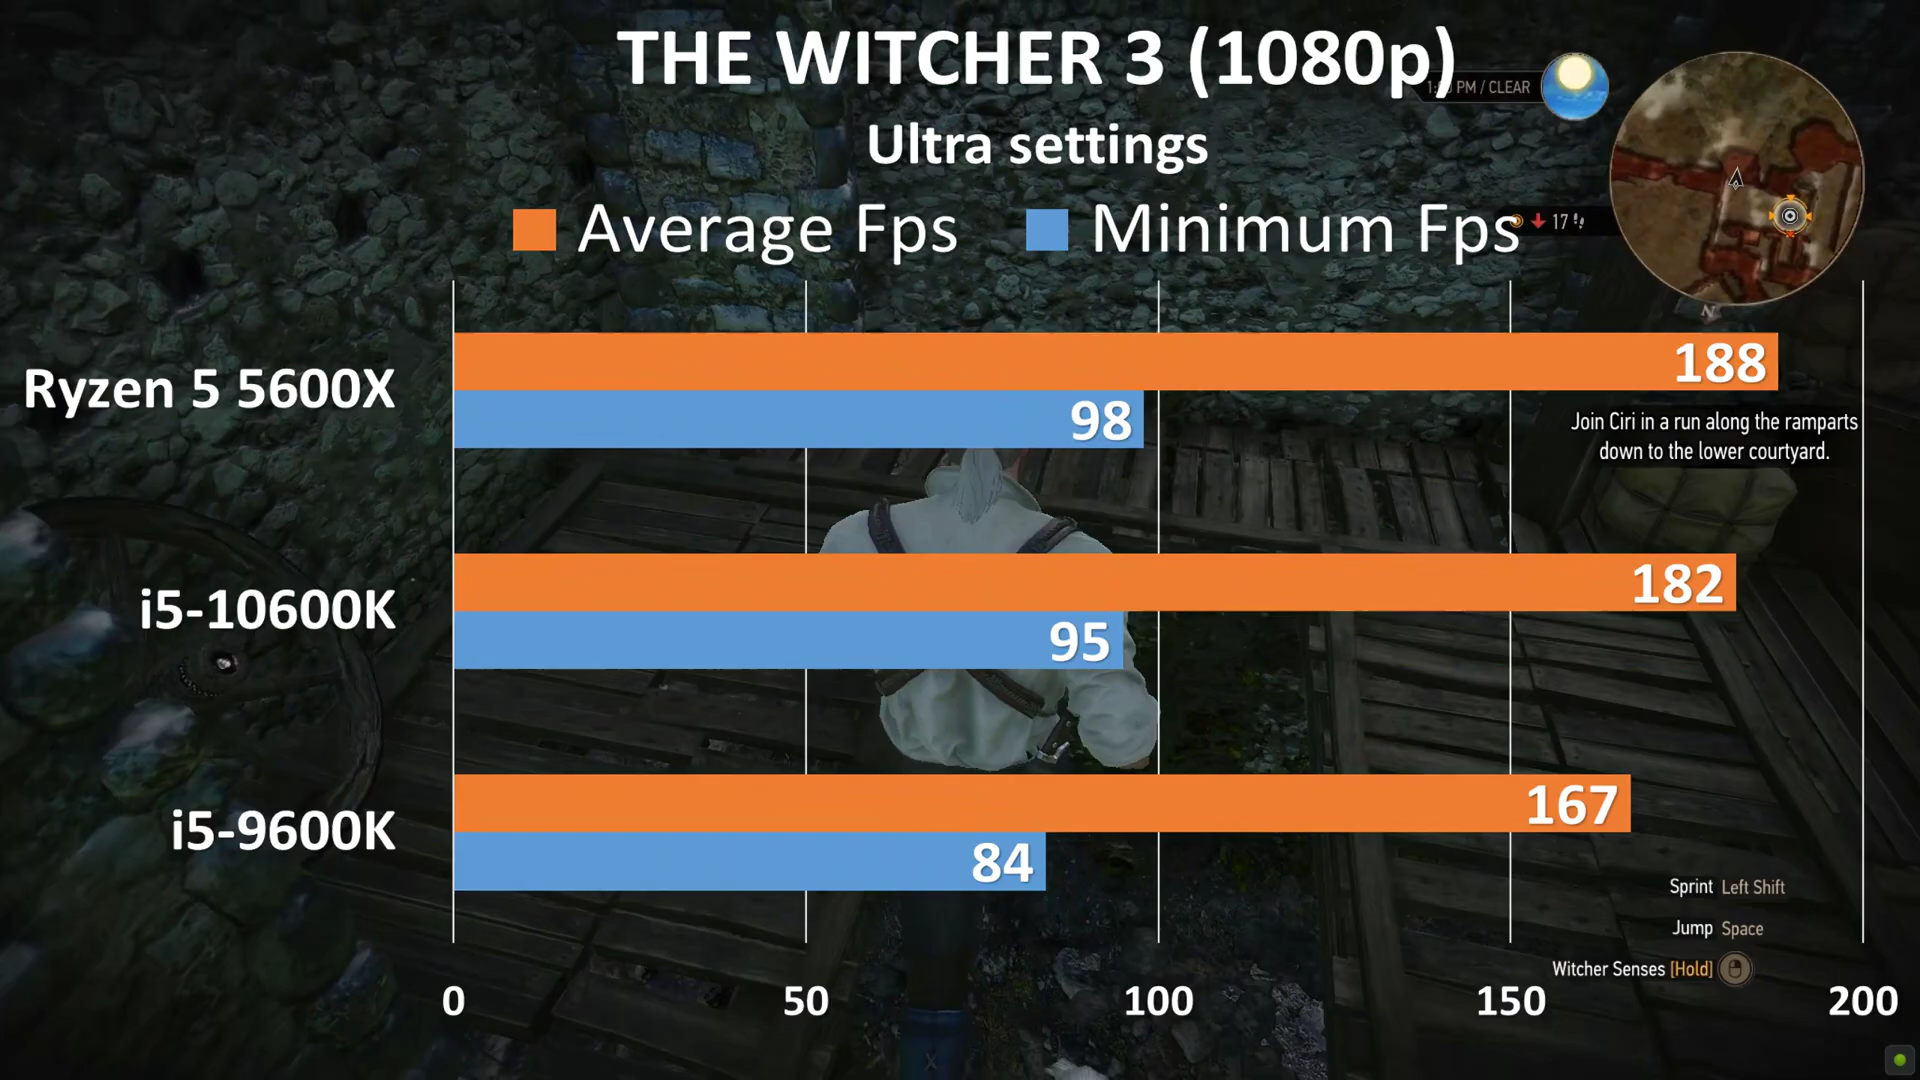 THE WITCHER 3 (1080p)
PM / CLEAR
Ultra settings
Average Fps
Minimum Fps
17
N
Ryzen 5 5600X
188
98
Join Ciri in a run along the ramparts
down to the lower courtyard.
i5-10600K
182
95
i5-9600K
167
84
Sprint Left Shift
Jump Space
Witcher Senses [Hold]
0
50
100
150
200